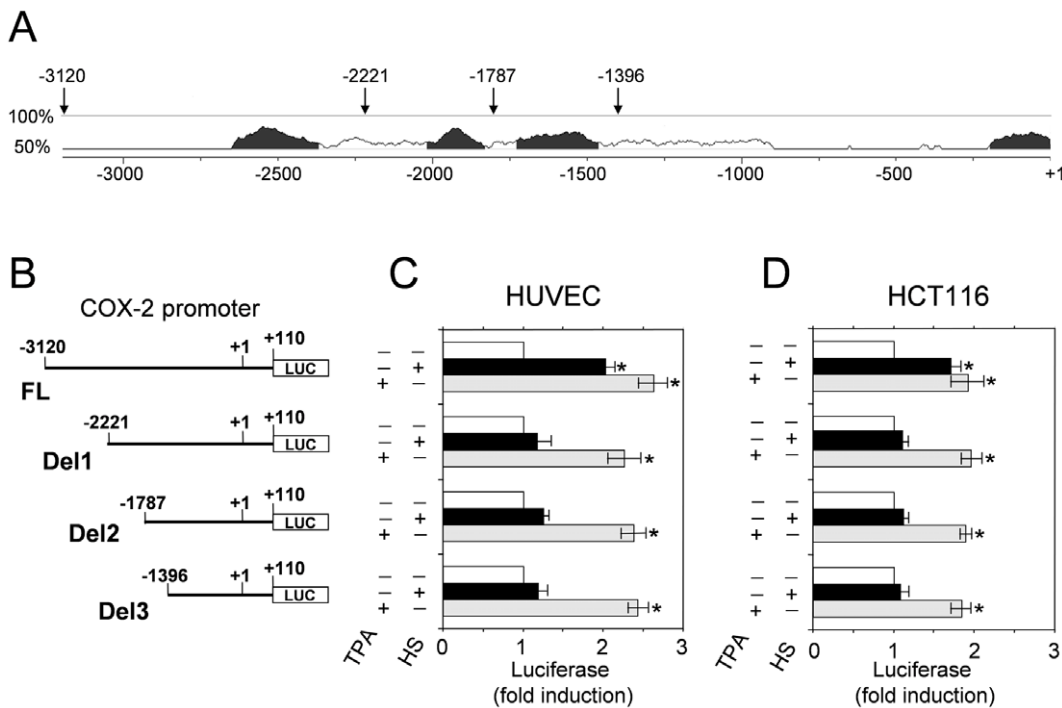 A
-3120 -2221 -1787 -1396
100%
50%
-3000 -2500 -2000 -1500 -1000 -500 +1
B
COX-2 promoter
-3120 +1 +110
LUC
FL
-2221 +1 +110
LUC
Del1
-1787 +1 +110
LUC
Del2
-1396 +1 +110
LUC
Del3
C
HUVEC
– –
– + *
+ – *
– –
– +
+ – *
– –
– +
+ – *
– –
– +
+ – *
TPA HS
0 1 2 3
Luciferase
(fold induction)
D
HCT116
– –
– + *
+ – *
– –
– +
+ – *
– –
– +
+ – *
– –
– +
+ – *
TPA HS
0 1 2 3
Luciferase
(fold induction)